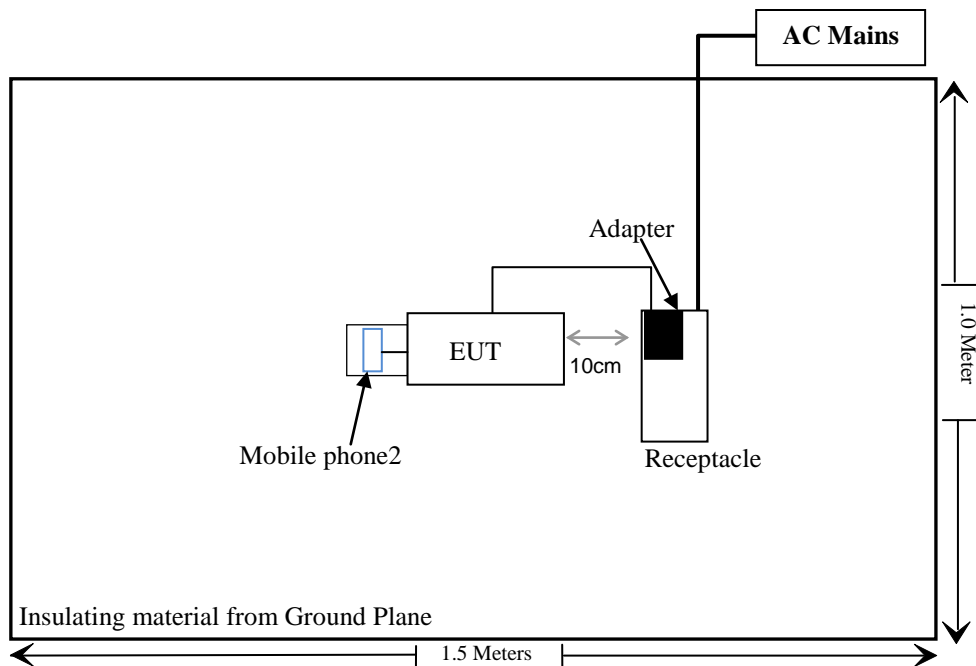 AC Mains
Adapter
EUT
10cm
1.0 Meter
Mobile phone2
Receptacle
Insulating material from Ground Plane
1.5 Meters